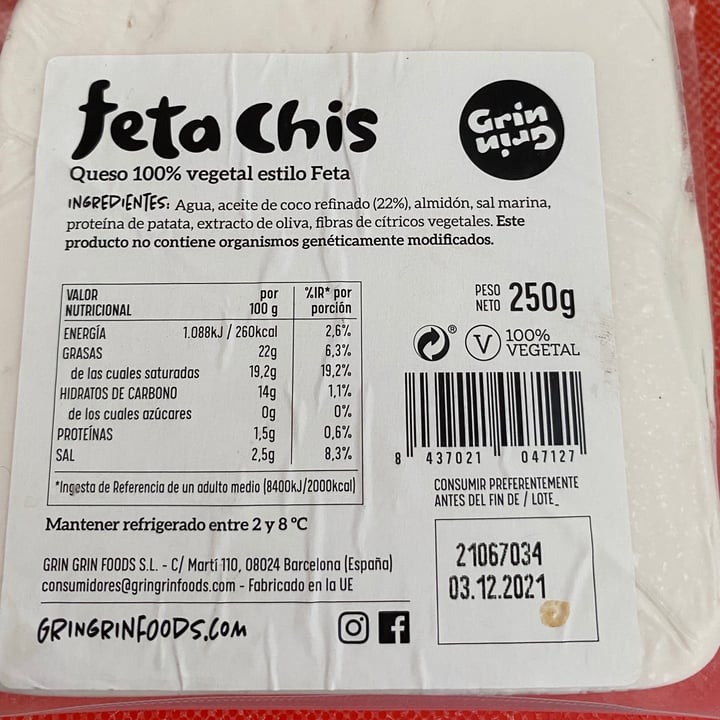 feta chis
Grin
Grin
Queso 100% vegetal estilo Feta
INGREDIENTES: Agua, aceite de coco refinado (22%), almidón, sal marina,
proteína de patata, extracto de oliva, fibras de cítricos vegetales. Este
producto no contiene organismos genéticamente modificados.
VALOR NUTRICIONAL por 100 g %IR* por porción
ENERGÍA 1.088kJ / 260kcal 2,6%
GRASAS 22g 6,3%
de las cuales saturadas 19,2g 19,2%
HIDRATOS DE CARBONO 14g 1,1%
de los cuales azúcares 0g 0%
PROTEÍNAS 1,5g 0,6%
SAL 2,5g 8,3%
*Ingesta de Referencia de un adulto medio (8400kJ/2000kcal)
Mantener refrigerado entre 2 y 8 ºC
GRIN GRIN FOODS S.L. - C/ Martí 110, 08024 Barcelona (España)
consumidores@gringrinfoods.com - Fabricado en la UE
GRINGRINFOODS.COM
PESO
NETO 250g
® V 100%
VEGETAL
8 437021 047127
CONSUMIR PREFERENTEMENTE
ANTES DEL FIN DE / LOTE_
21067034
03.12.2021